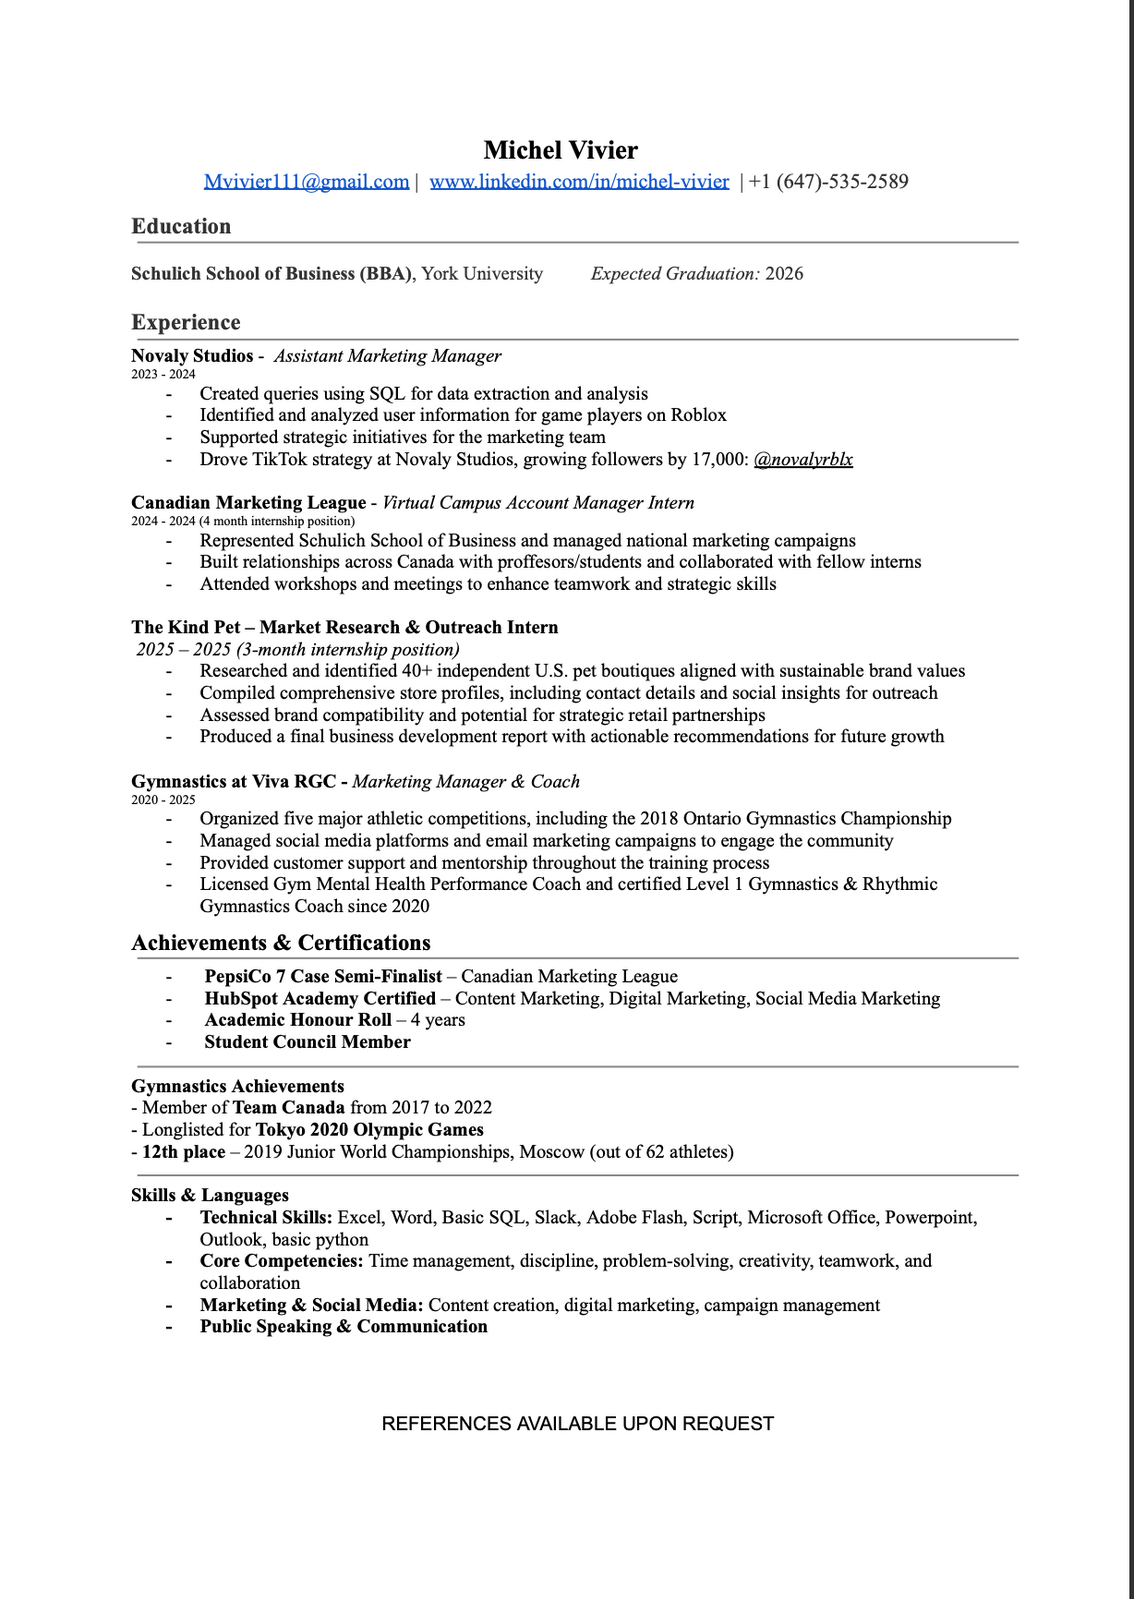 Michel Vivier
Mvivier111@gmail.com | www.linkedin.com/in/michel-vivier | +1 (647)-535-2589
Education
Schulich School of Business (BBA), York University Expected Graduation: 2026
Experience
Novaly Studios - Assistant Marketing Manager
2023 - 2024
- Created queries using SQL for data extraction and analysis
- Identified and analyzed user information for game players on Roblox
- Supported strategic initiatives for the marketing team
- Drove TikTok strategy at Novaly Studios, growing followers by 17,000: @novalyrblx
Canadian Marketing League - Virtual Campus Account Manager Intern
2024 - 2024 (4 month internship position)
- Represented Schulich School of Business and managed national marketing campaigns
- Built relationships across Canada with proffesors/students and collaborated with fellow interns
- Attended workshops and meetings to enhance teamwork and strategic skills
The Kind Pet – Market Research & Outreach Intern
2025 – 2025 (3-month internship position)
- Researched and identified 40+ independent U.S. pet boutiques aligned with sustainable brand values
- Compiled comprehensive store profiles, including contact details and social insights for outreach
- Assessed brand compatibility and potential for strategic retail partnerships
- Produced a final business development report with actionable recommendations for future growth
Gymnastics at Viva RGC - Marketing Manager & Coach
2020 - 2025
- Organized five major athletic competitions, including the 2018 Ontario Gymnastics Championship
- Managed social media platforms and email marketing campaigns to engage the community
- Provided customer support and mentorship throughout the training process
- Licensed Gym Mental Health Performance Coach and certified Level 1 Gymnastics & Rhythmic
Gymnastics Coach since 2020
Achievements & Certifications
- PepsiCo 7 Case Semi-Finalist – Canadian Marketing League
- HubSpot Academy Certified – Content Marketing, Digital Marketing, Social Media Marketing
- Academic Honour Roll – 4 years
- Student Council Member
Gymnastics Achievements
- Member of Team Canada from 2017 to 2022
- Longlisted for Tokyo 2020 Olympic Games
- 12th place – 2019 Junior World Championships, Moscow (out of 62 athletes)
Skills & Languages
- Technical Skills: Excel, Word, Basic SQL, Slack, Adobe Flash, Script, Microsoft Office, Powerpoint,
Outlook, basic python
- Core Competencies: Time management, discipline, problem-solving, creativity, teamwork, and
collaboration
- Marketing & Social Media: Content creation, digital marketing, campaign management
- Public Speaking & Communication
REFERENCES AVAILABLE UPON REQUEST